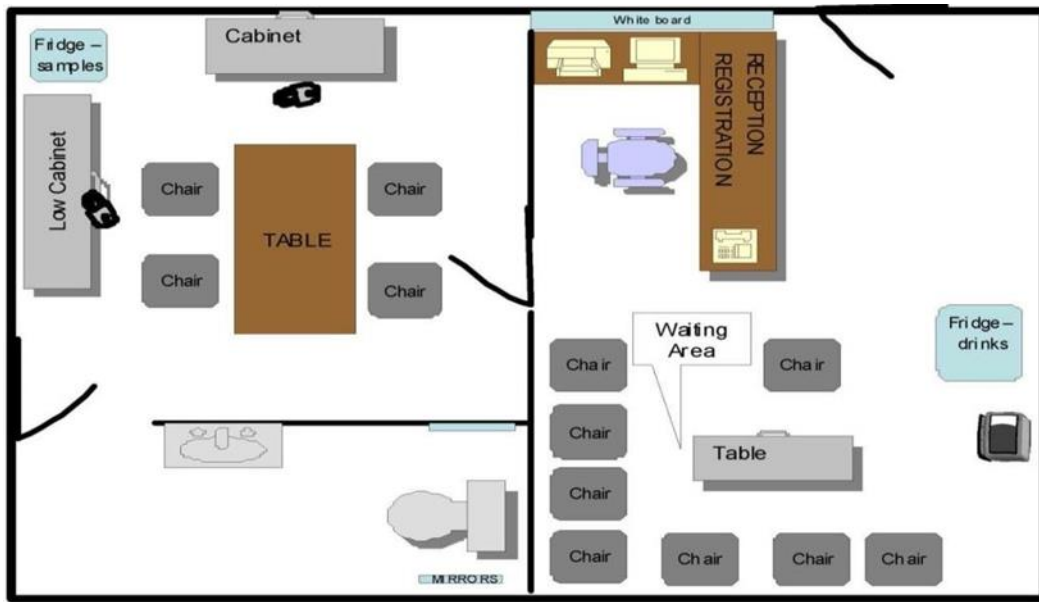 Fridge –
samples
Cabinet
White board
RECEPTION
REGISTRATION
Low Cabinet
Chair
Chair
TABLE
Chair
Chair
Waiting
Area
Fridge –
drinks
Chair
Chair
Chair
Table
Chair
Chair
Chair
Chair
Chair
MIRRORS